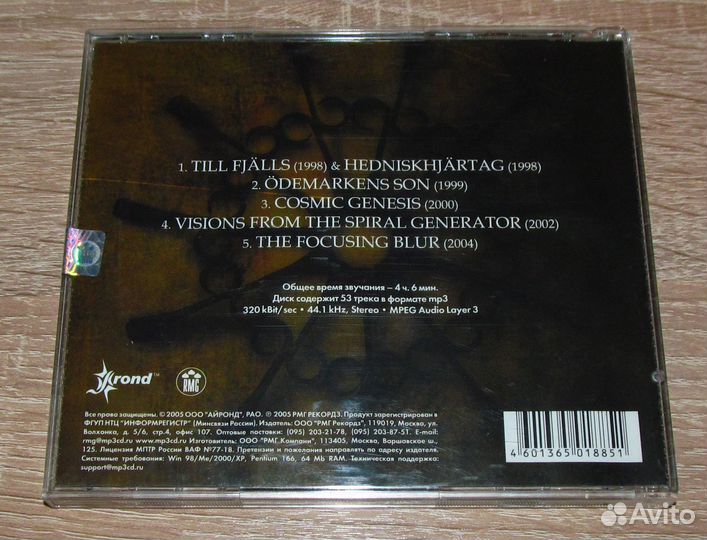 1. TILL FJÄLLS (1998) & HEDNISKHJÄRTAG (1998)
2. ÖDEMARKENS SON (1999)
3. COSMIC GENESIS (2000)
4. VISIONS FROM THE SPIRAL GENERATOR (2002)
5. THE FOCUSING BLUR (2004)
Общее время звучания – 4 ч. 6 мин.
Диск содержит 53 трека в формате mp3
320 kBit/sec • 44.1 kHz, Stereo • MPEG Audio Layer 3
Irond™
RMG
Все права защищены. © 2005 ООО "АЙРОНД", РАО. ℗ 2005 РМГ РЕКОРДЗ. Продукт зарегистрирован в
ФГУП НТЦ "ИНФОРМРЕГИСТР" (Минсвязи России). Издатель: ООО "РМГ Рекордз", 119019, Москва, ул.
Волхонка, д. 5/6, стр.4, офис 107. Оптовые поставки: (095) 203-21-78, (095) 203-87-51. E-mail:
rmg@mp3cd.ru www.mp3cd.ru Изготовитель: ООО "РМГ.Компани", 113405, Москва, Варшавское ш.,
125. Лицензия МПТР России ВАФ №77-18. Претензии и пожелания направлять по адресу издателя.
Системные требования: Win 98/Me/2000/XP, Pentium 166, 64 Mb RAM. Техническая поддержка:
support@mp3cd.ru
4 601365 018851
Avito